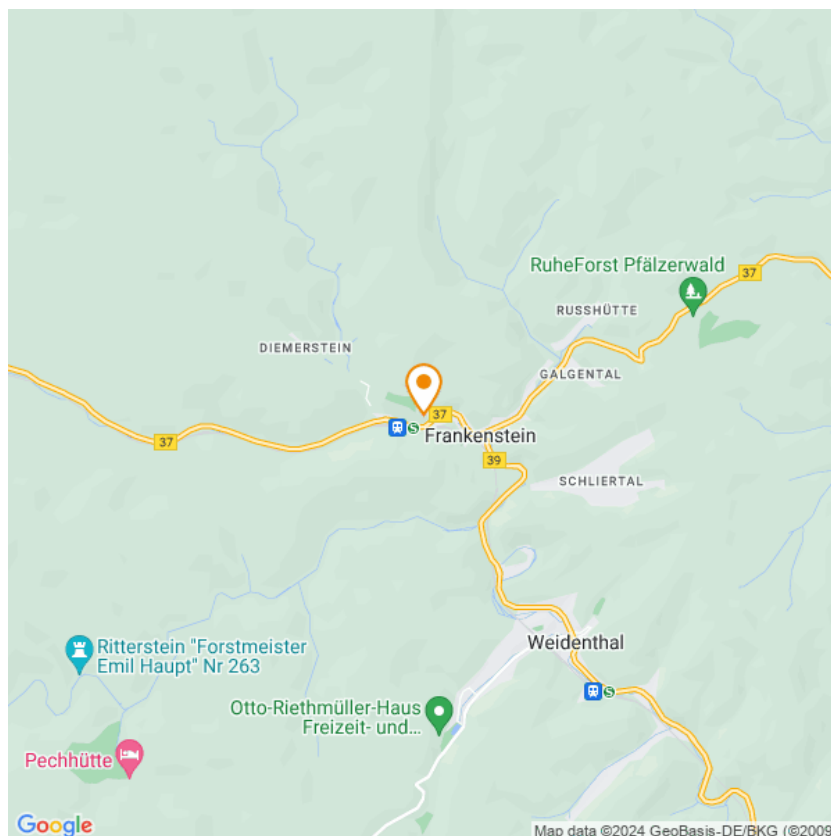 RuheForst Pfälzerwald
37
RUSSHÜTTE
DIEMERSTEIN
GALGENTAL
37
S
Frankenstein
37
39
SCHLIERTAL
Weidenthal
Ritterstein "Forstmeister
Emil Haupt" Nr 263
S
Otto-Riethmüller-Haus
Freizeit- und...
Pechhütte
Google
Map data ©2024 GeoBasis-DE/BKG (©2009